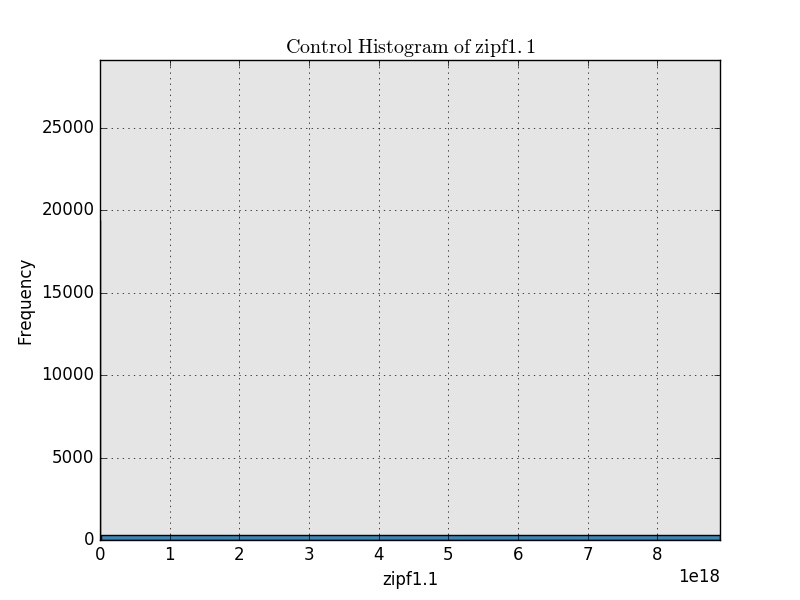 Control Histogram of zipf1.1
25000
20000
15000
10000
5000
0
Frequency
0 1 2 3 4 5 6 7 8
1e18
zipf1.1